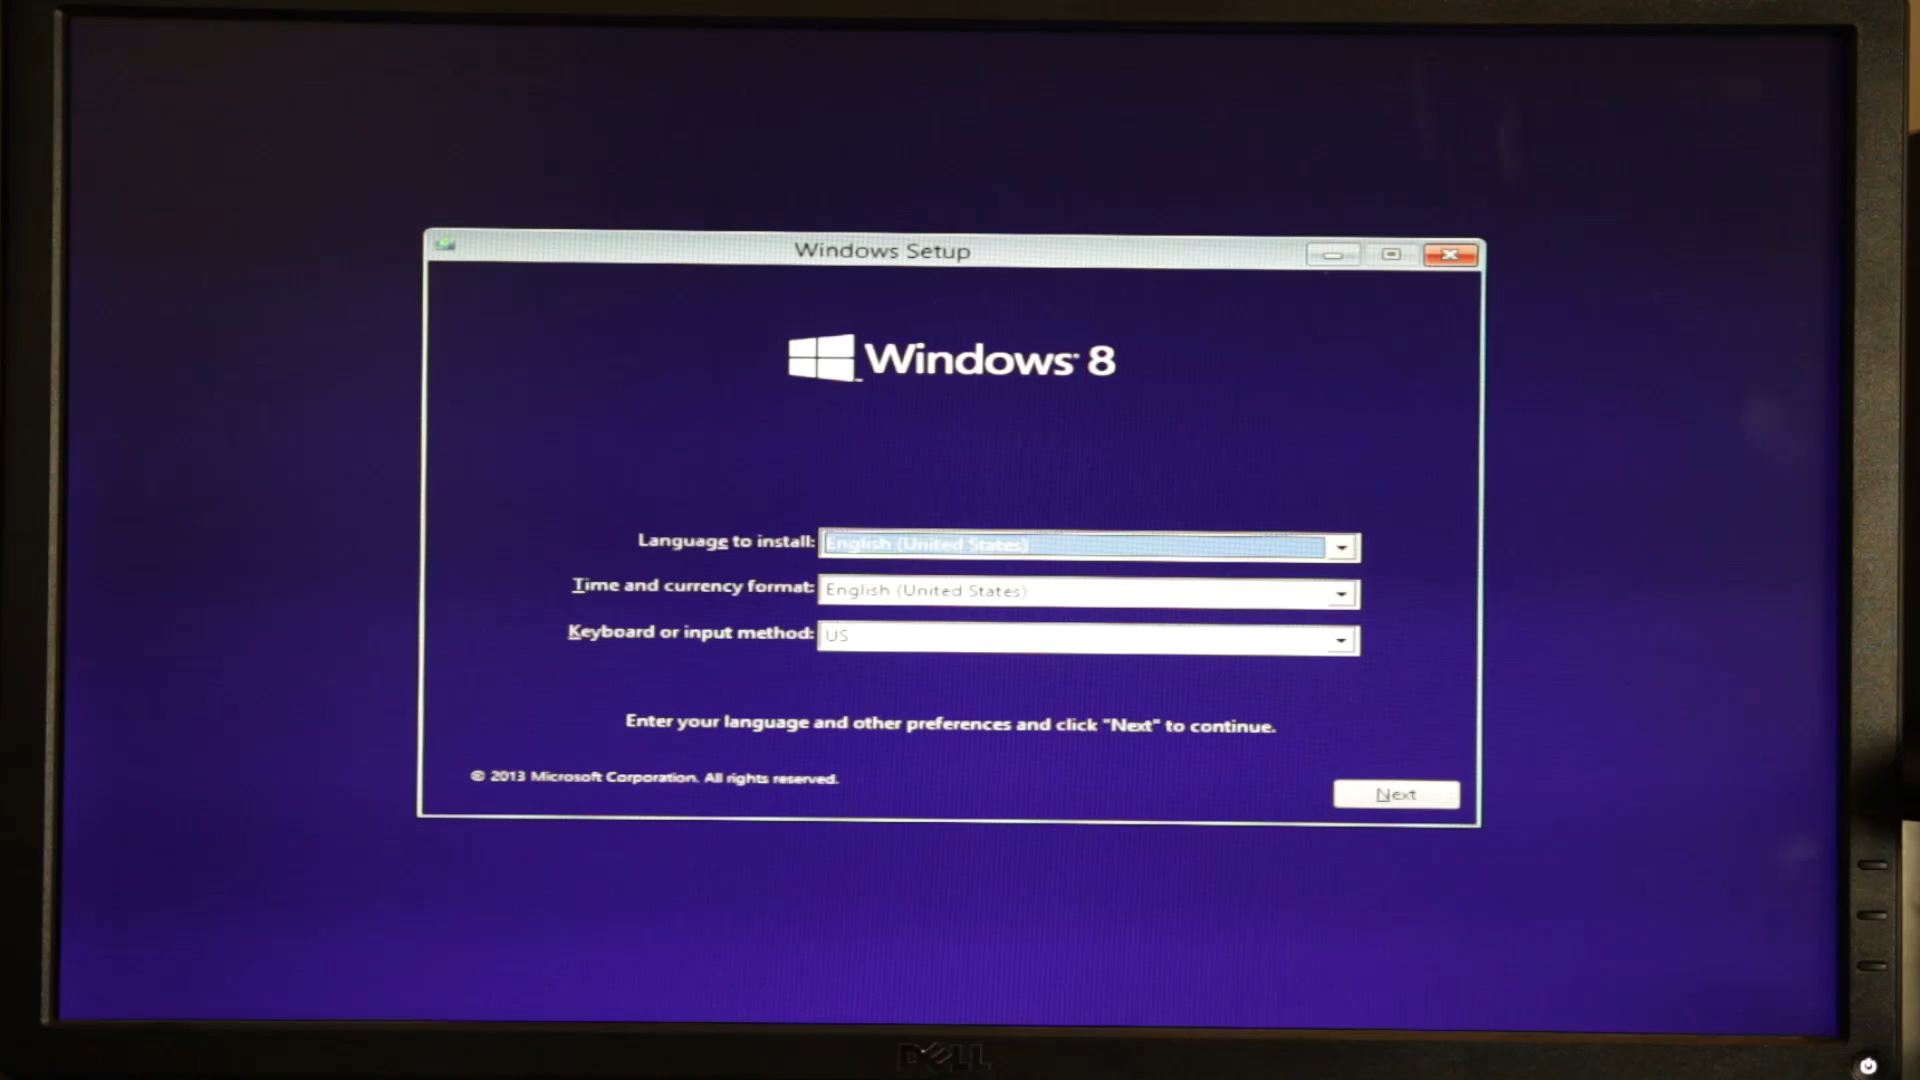 Windows Setup
Windows 8
Language to install: English (United States)
Time and currency format: English (United States)
Keyboard or input method: US
Enter your language and other preferences and click "Next" to continue.
© 2013 Microsoft Corporation. All rights reserved.
Next
DELL